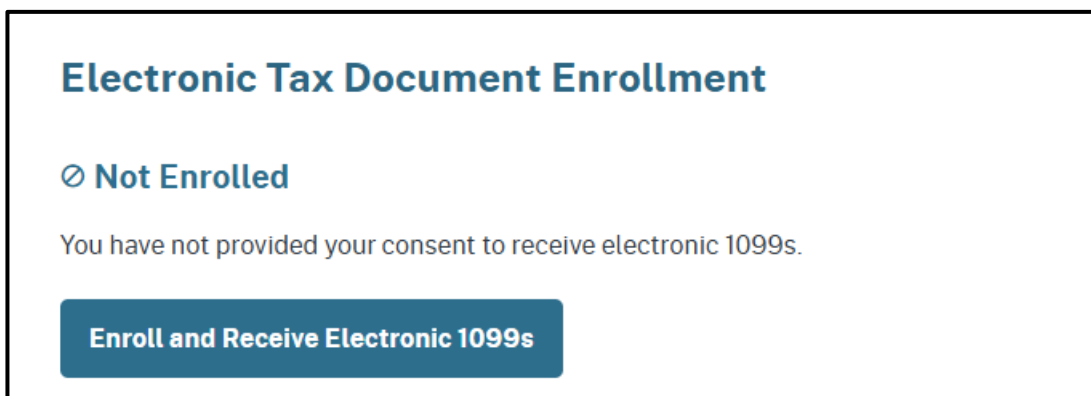 Electronic Tax Document Enrollment
Not Enrolled
You have not provided your consent to receive electronic 1099s.
Enroll and Receive Electronic 1099s